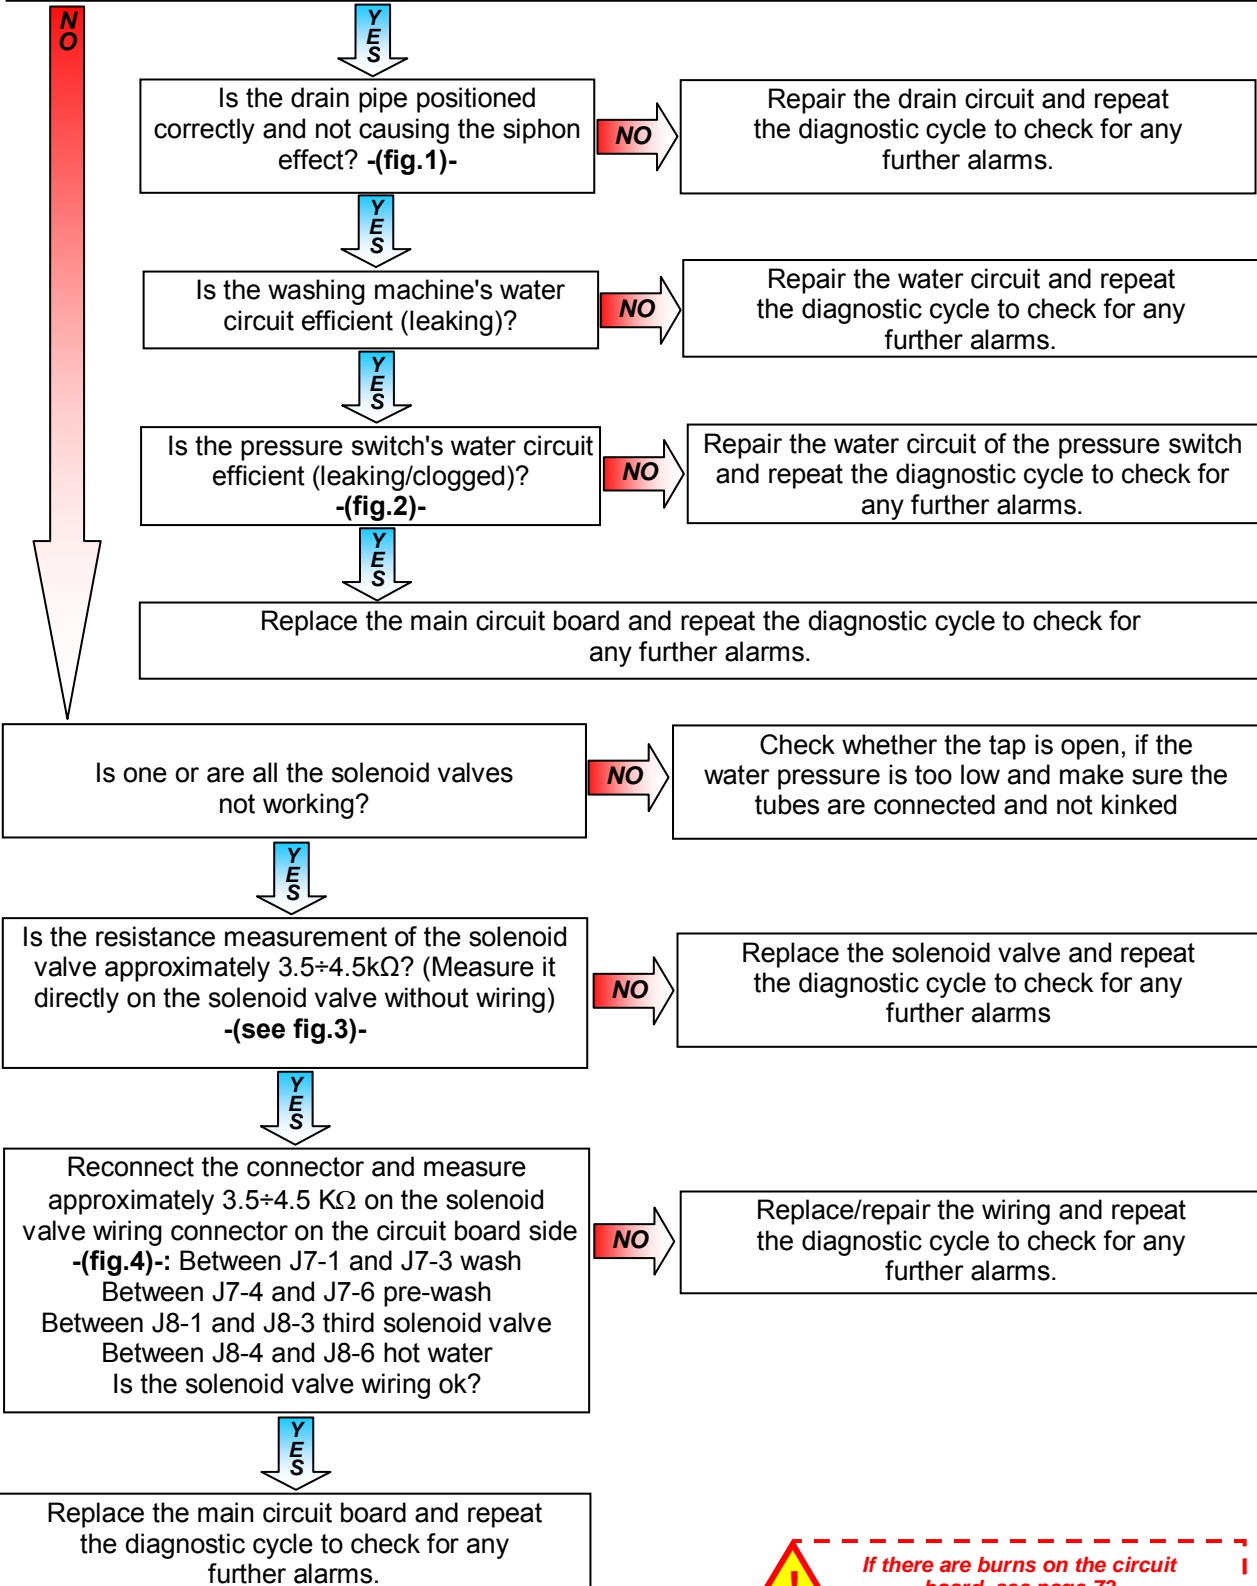 NO
YES
Is the drain pipe positioned
correctly and not causing the siphon
effect? -(fig.1)-
NO
Repair the drain circuit and repeat
the diagnostic cycle to check for any
further alarms.
YES
Is the washing machine's water
circuit efficient (leaking)?
NO
Repair the water circuit and repeat
the diagnostic cycle to check for any
further alarms.
YES
Is the pressure switch's water circuit
efficient (leaking/clogged)?
-(fig.2)-
NO
Repair the water circuit of the pressure switch
and repeat the diagnostic cycle to check for
any further alarms.
YES
Replace the main circuit board and repeat the diagnostic cycle to check for
any further alarms.
Is one or are all the solenoid valves
not working?
NO
Check whether the tap is open, if the
water pressure is too low and make sure the
tubes are connected and not kinked
YES
Is the resistance measurement of the solenoid
valve approximately 3.5÷4.5kΩ? (Measure it
directly on the solenoid valve without wiring)
-(see fig.3)-
NO
Replace the solenoid valve and repeat
the diagnostic cycle to check for any
further alarms
YES
Reconnect the connector and measure
approximately 3.5÷4.5 KΩ on the solenoid
valve wiring connector on the circuit board side
-(fig.4)-: Between J7-1 and J7-3 wash
Between J7-4 and J7-6 pre-wash
Between J8-1 and J8-3 third solenoid valve
Between J8-4 and J8-6 hot water
Is the solenoid valve wiring ok?
NO
Replace/repair the wiring and repeat
the diagnostic cycle to check for any
further alarms.
YES
Replace the main circuit board and repeat
the diagnostic cycle to check for any
further alarms.
!
If there are burns on the circuit
board, see page 72